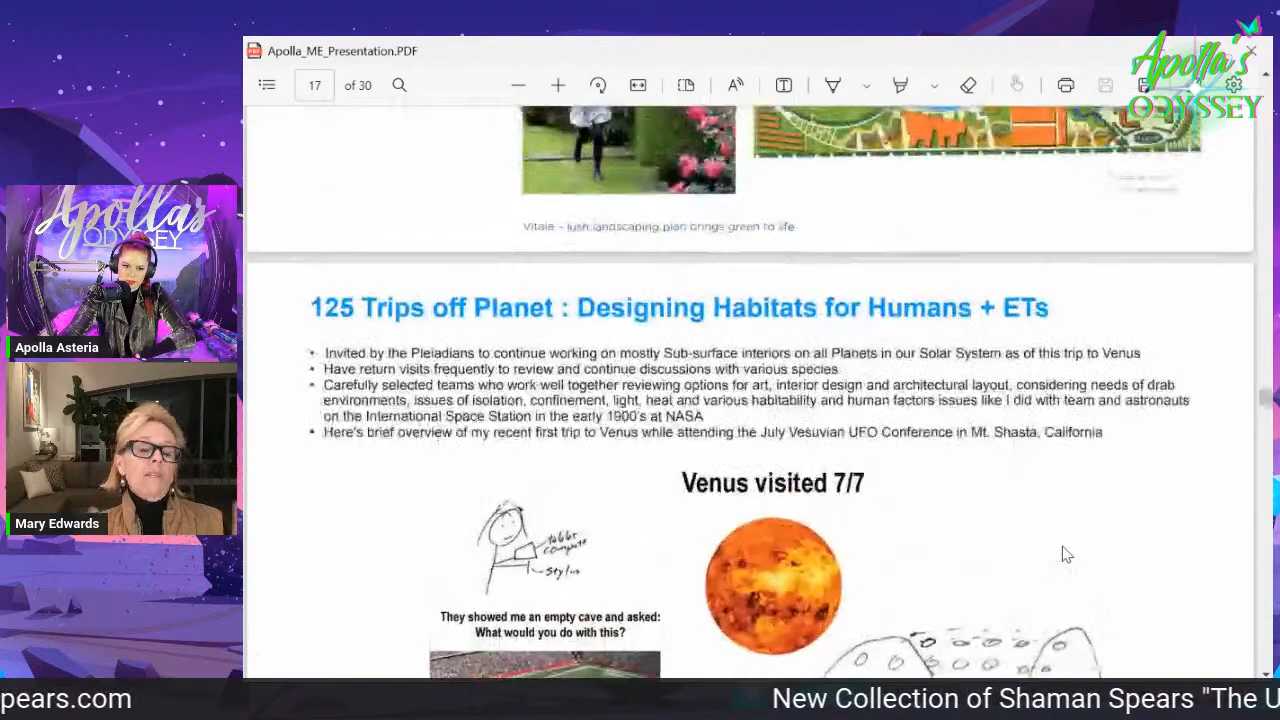 Apolla_ME_Presentation.PDF
17 of 30
Apolla's
ODYSSEY
Vitale - lush landscaping plan brings green to life
125 Trips off Planet : Designing Habitats for Humans + ETs
• Invited by the Pleiadians to continue working on mostly Sub-surface interiors on all Planets in our Solar System as of this trip to Venus
• Have return visits frequently to review and continue discussions with various species
• Carefully selected teams who work well together reviewing options for art, interior design and architectural layout, considering needs of drab
environments, issues of isolation, confinement, light, heat and various habitability and human factors issues like I did with team and astronauts
on the International Space Station in the early 1900's at NASA
• Here's brief overview of my recent first trip to Venus while attending the July Vesuvian UFO Conference in Mt. Shasta, California
Venus visited 7/7
stylus
They showed me an empty cave and asked:
What would you do with this?
Apollas
ODYSSEY
Apolla Asteria
Mary Edwards
pears.com
New Collection of Shaman Spears "The U